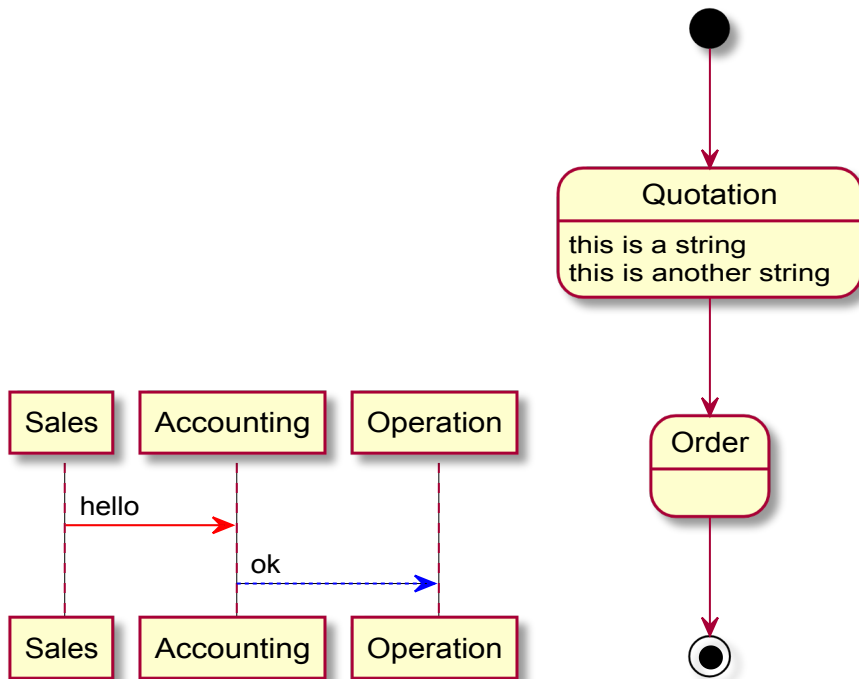 Quotation
this is a string
this is another string
Order
Sales
Accounting
Operation
hello
ok
Sales
Accounting
Operation